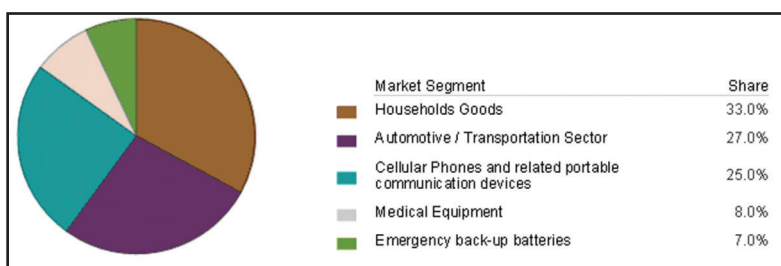 Market Segment Share
Households Goods 33.0%
Automotive / Transportation Sector 27.0%
Cellular Phones and related portable
communication devices 25.0%
Medical Equipment 8.0%
Emergency back-up batteries 7.0%